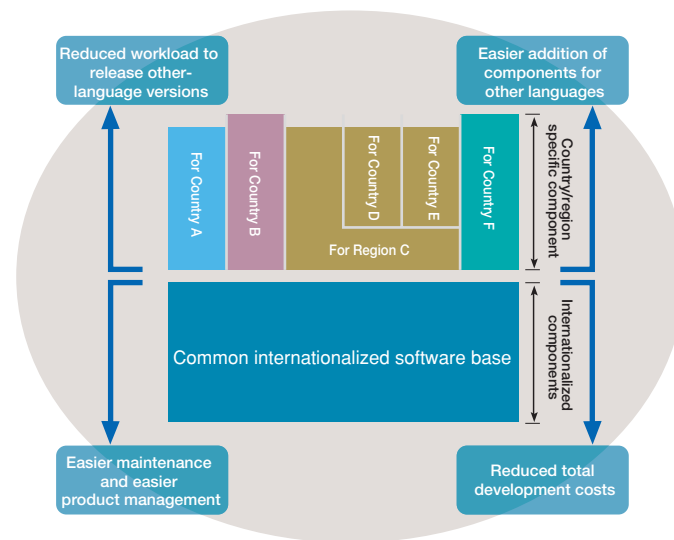 Reduced workload to
release other-
language versions
Easier addition of
components for
other languages
For Country A
For Country B
For Country D
For Country E
For Country F
For Region C
Country/region
specific component
Common internationalized software base
Internationalized
components
Easier maintenance
and easier
product management
Reduced total
development costs